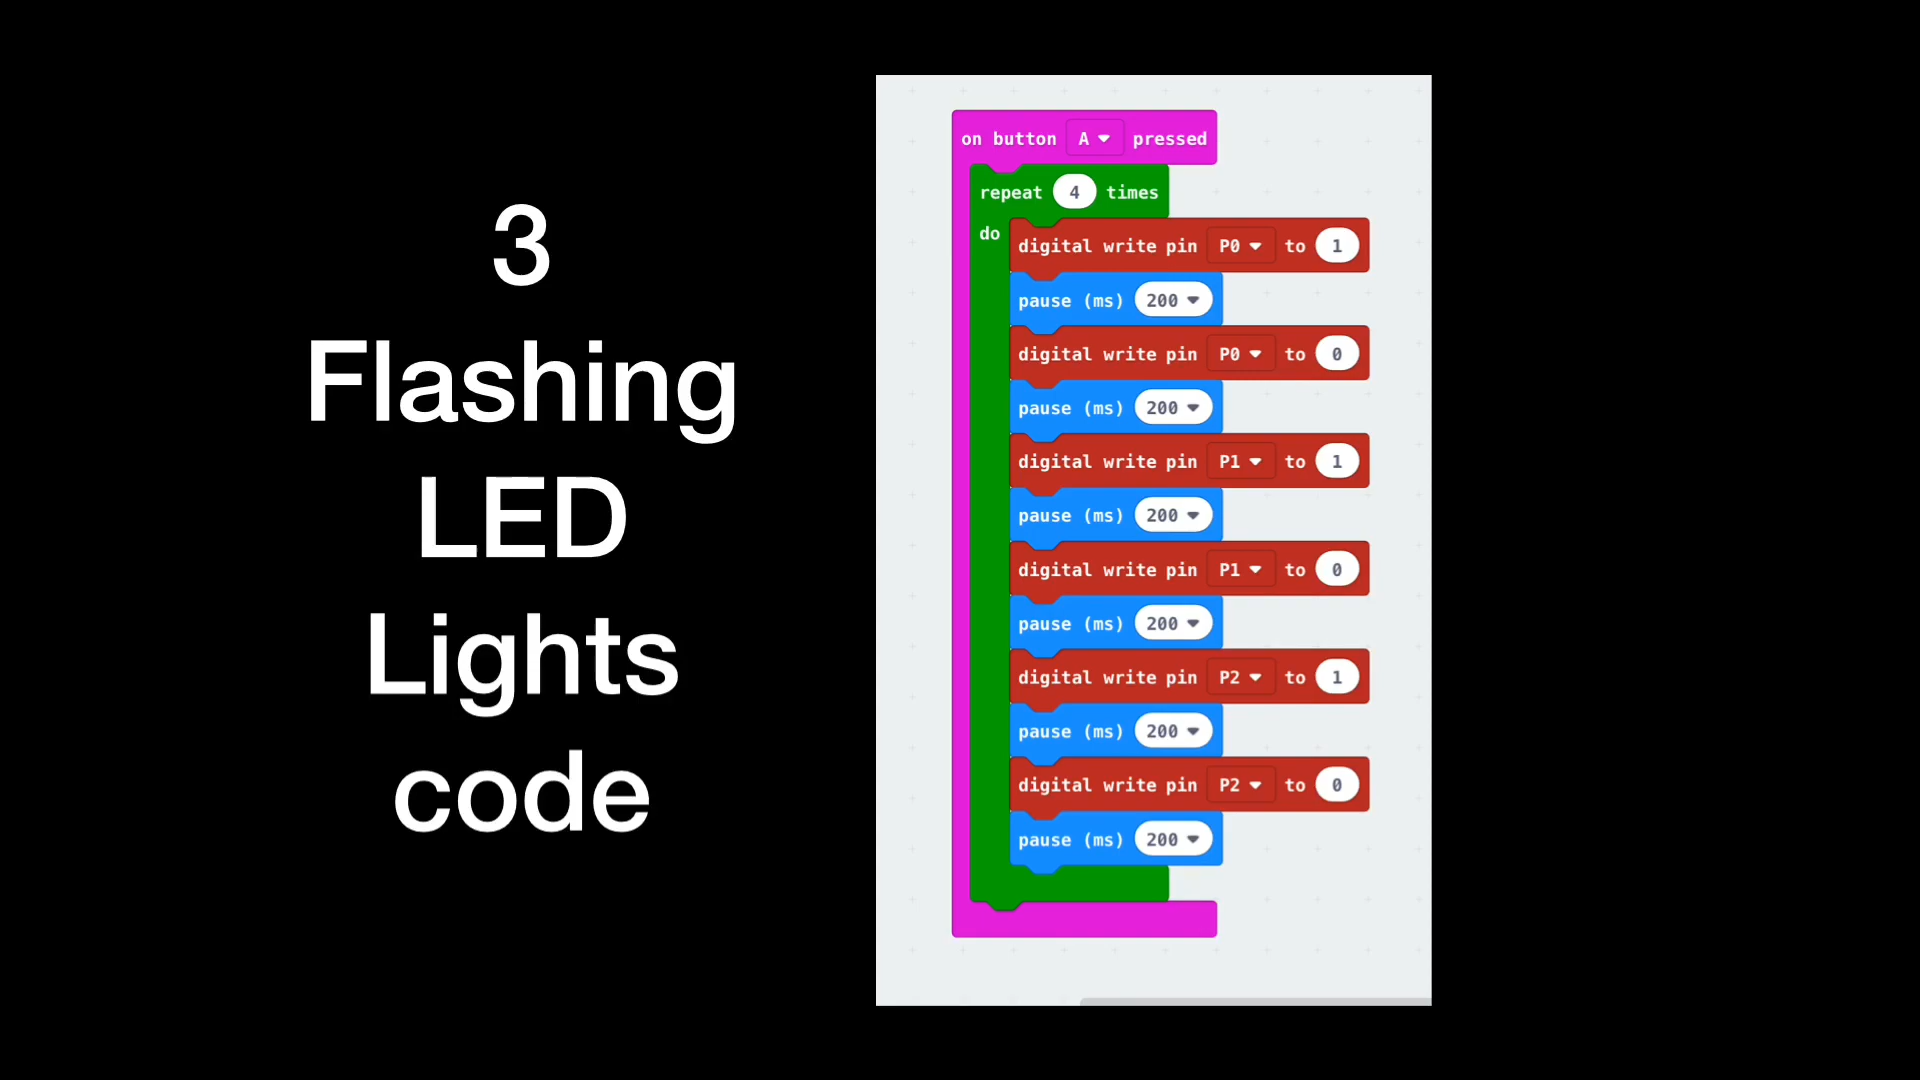 3
Flashing
LED
Lights
code
on button A pressed
repeat 4 times
do
digital write pin P0 to 1
pause (ms) 200
digital write pin P0 to 0
pause (ms) 200
digital write pin P1 to 1
pause (ms) 200
digital write pin P1 to 0
pause (ms) 200
digital write pin P2 to 1
pause (ms) 200
digital write pin P2 to 0
pause (ms) 200